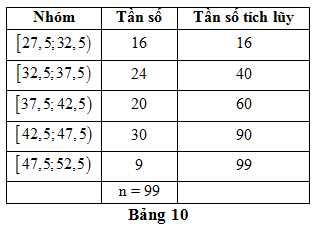 Nhóm Tần số Tần số tích lũy
[27,5;32,5) 16 16
[32,5;37,5) 24 40
[37,5; 42,5) 20 60
[42,5; 47,5) 30 90
[47,5; 52,5) 9 99
n = 99
Bảng 10